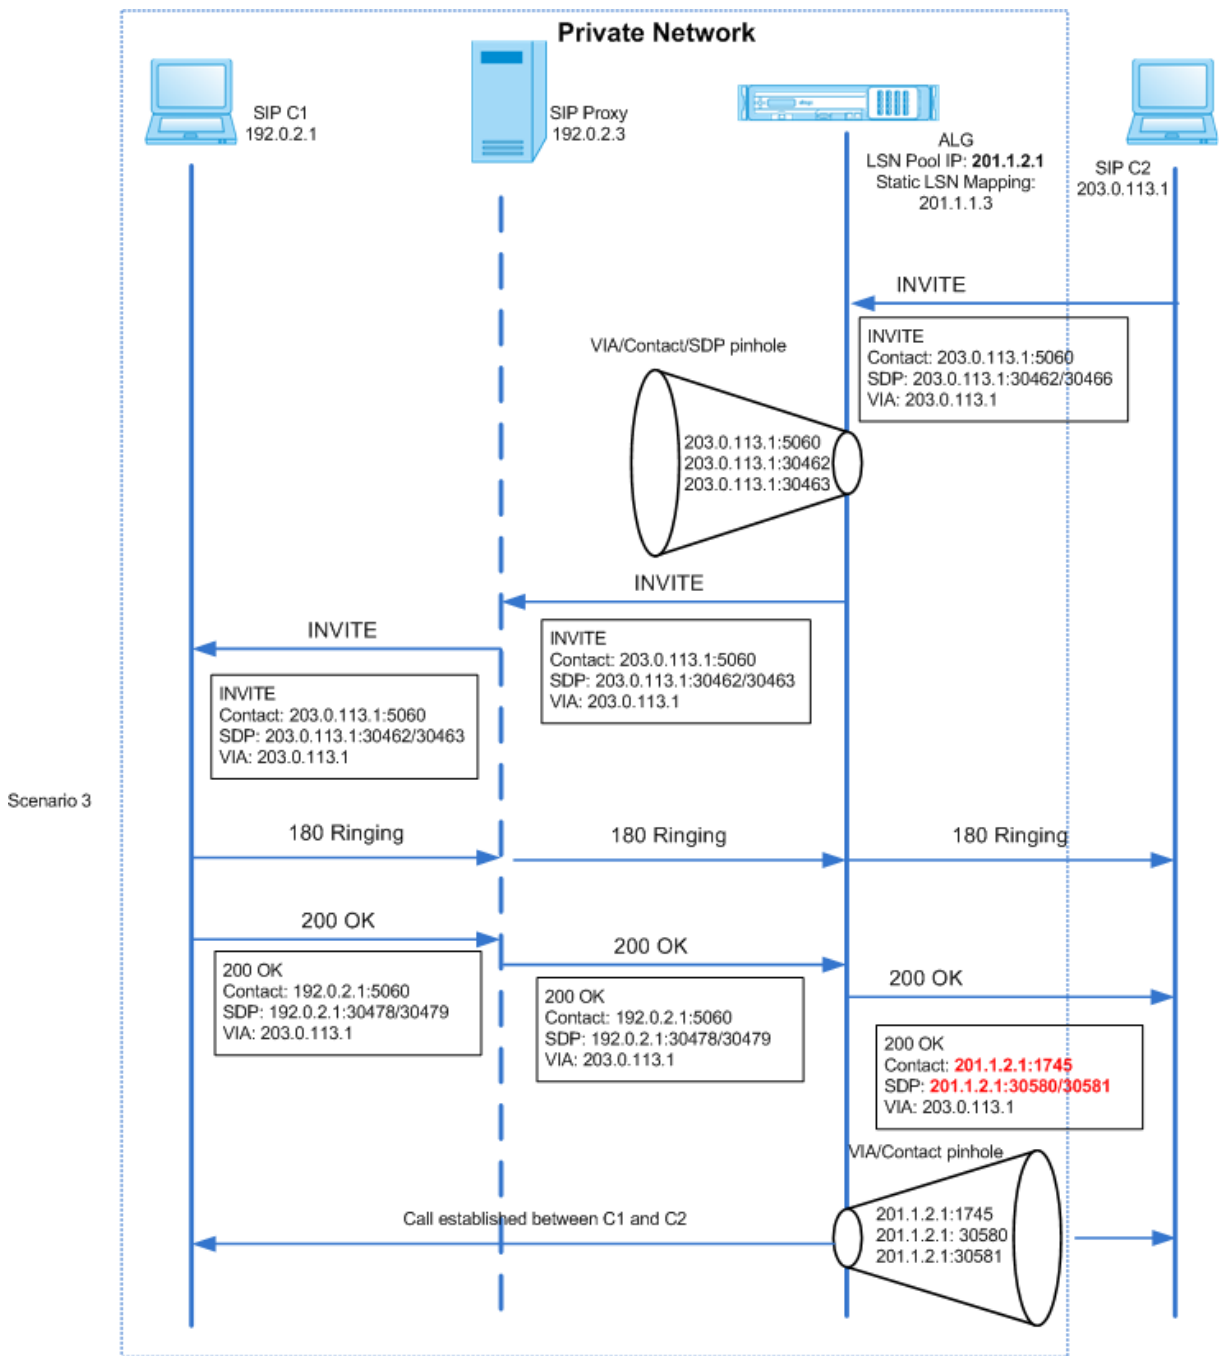 Private Network
SIP C1
192.0.2.1
SIP Proxy
192.0.2.3
ALG
LSN Pool IP: 201.1.2.1
Static LSN Mapping:
201.1.1.3
SIP C2
203.0.113.1
INVITE
INVITE
Contact: 203.0.113.1:5060
SDP: 203.0.113.1:30462/30466
VIA: 203.0.113.1
VIA/Contact/SDP pinhole
203.0.113.1:5060
203.0.113.1:30462
203.0.113.1:30463
INVITE
INVITE
Contact: 203.0.113.1:5060
SDP: 203.0.113.1:30462/30463
VIA: 203.0.113.1
INVITE
INVITE
Contact: 203.0.113.1:5060
SDP: 203.0.113.1:30462/30463
VIA: 203.0.113.1
Scenario 3
180 Ringing
180 Ringing
180 Ringing
200 OK
200 OK
Contact: 192.0.2.1:5060
SDP: 192.0.2.1:30478/30479
VIA: 203.0.113.1
200 OK
200 OK
Contact: 192.0.2.1:5060
SDP: 192.0.2.1:30478/30479
VIA: 203.0.113.1
200 OK
200 OK
Contact: 201.1.2.1:1745
SDP: 201.1.2.1:30580/30581
VIA: 203.0.113.1
VIA/Contact pinhole
201.1.2.1:1745
201.1.2.1: 30580
201.1.2.1:30581
Call established between C1 and C2